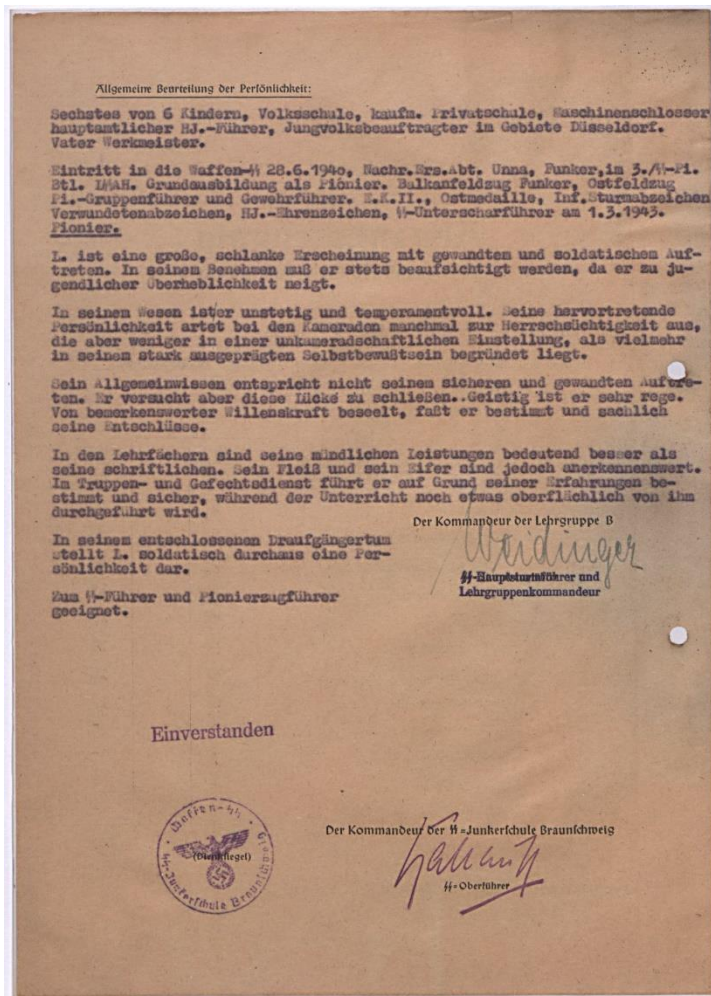 Allgemeine Beurteilung der Persönlichkeit:
Sechstes von 6 Kindern, Volksschule, kaufm. Privatschule, Maschinenschlosser
hauptamtlicher HJ.-Führer, Jungvolksbeauftragter im Gebiete Düsseldorf.
Vater Werkmeister.
Eintritt in die Waffen-SS 28.6.1940, Nachr.Ers.Abt. Unna, Funker,im 3./SS-Pi.
Btl. LAH. Grundausbildung als Pionier. Balkanfeldzug Funker, Ostfeldzug
Pi.-Gruppenführer und Gewehrführer. E.K.II., Ostmedaille, Inf.Sturmabzeichen
Verwundetenabzeichen, HJ.-Ehrenzeichen, SS-Unterscharführer am 1.3.1943.
Pionier.
L. ist eine große, schlanke Erscheinung mit gewandtem und soldatischem Auf-
treten. In seinem Benehmen muß er stets beaufsichtigt werden, da er zu ju-
gendlicher Überheblichkeit neigt.
In seinem Wesen ister unstetig und temperamentvoll. Seine hervortretende
Persönlichkeit artet bei den Kameraden manchmal zur Herrschsüchtigkeit aus,
die aber weniger in einer unkameradschaftlichen Einstellung, als vielmehr
in seinem stark ausgeprägten Selbstbewußtsein begründet liegt.
Sein Allgemeinwissen entspricht nicht seinem sicheren und gewandten Auftre-
ten. Er versucht aber diese Lücke zu schließen..Geistig ist er sehr rege.
Von bemerkenswerter Willenskraft beseelt, faßt er bestimmt und sachlich
seine Entschlüsse.
In den Lehrfächern sind seine mündlichen Leistungen bedeutend besser als
seine schriftlichen. Sein Fleiß und sein Eifer sind jedoch anerkennenswert.
Im Truppen- und Gefechtsdienst führt er auf Grund seiner Erfahrungen be-
stimmt und sicher, während der Unterricht noch etwas oberflächlich von ihm
durchgeführt wird.
Der Kommandeur der Lehrgruppe B
In seinem entschlossenen Draufgängertum
stellt L. soldatisch durchaus eine Per-
sönlichkeit dar.
Weidinger
SS-Hauptsturmführer und
Lehrgruppenkommandeur
Zum SS-Führer und Pionierzugführer
geeignet.
Einverstanden
Waffen-SS
(Dienstsiegel)
SS-Junkerschule Braunschweig
Der Kommandeur der SS-Junkerschule Braunschweig
SS-Oberführer